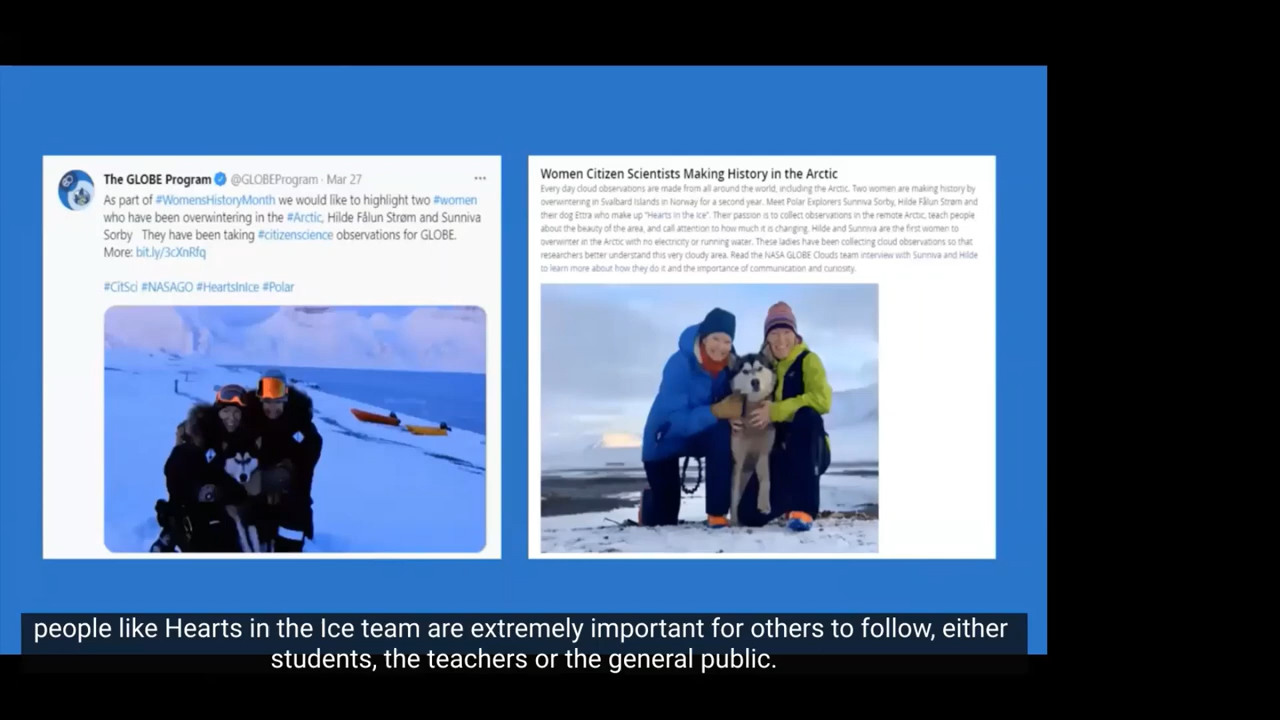 The GLOBE Program @GLOBEProgram · Mar 27
As part of #WomensHistoryMonth we would like to highlight two #women
who have been overwintering in the #Arctic, Hilde Fålun Strøm and Sunniva
Sorby They have been taking #citizenscience observations for GLOBE.
More: bit.ly/3cXnRfq
#CitSci #NASAGO #HeartsInIce #Polar
Women Citizen Scientists Making History in the Arctic
Every day cloud observations are made from all around the world, including the Arctic. Two women are making history by
overwintering in Svalbard Islands in Norway for a second year. Meet Polar Explorers Sunniva Sorby, Hilde Fålun Strøm and
their dog Ettra who make up "Hearts in the Ice". Their passion is to collect observations in the remote Arctic, teach people
about the beauty of the area, and call attention to how much it is changing. Hilde and Sunniva are the first women to
overwinter in the Arctic with no electricity or running water. These ladies have been collecting cloud observations so that
researchers better understand this very cloudy area. Read the NASA GLOBE Clouds team interview with Sunniva and Hilde
to learn more about how they do it and the importance of communication and curiosity.
people like Hearts in the Ice team are extremely important for others to follow, either
students, the teachers or the general public.